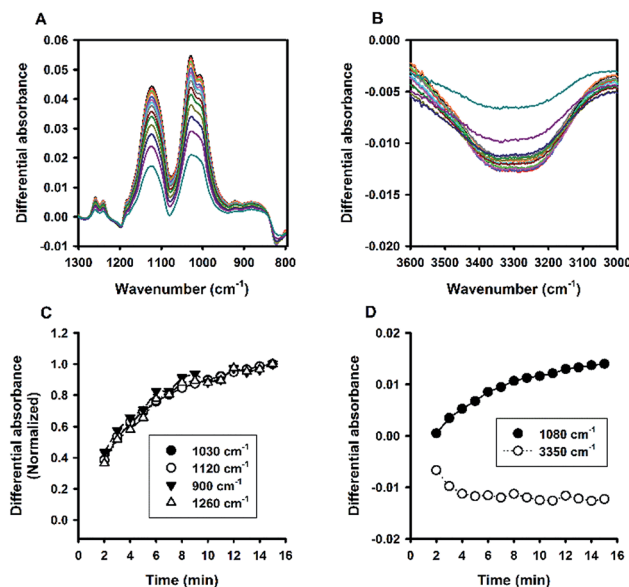 A
B
0.06
0.05
0.04
0.03
0.02
0.01
0.00
-0.01
Differential absorbance
1300 1200 1100 1000 900 800
Wavenumber (cm-1)
0.000
-0.005
-0.010
-0.015
-0.020
Differential absorbance
3600 3500 3400 3300 3200 3100 3000
Wavenumber (cm-1)
C
D
1.2
1.0
0.8
0.6
0.4
0.2
0.0
Differential absorbance
(Normalized)
1030 cm-1
1120 cm-1
900 cm-1
1260 cm-1
0 2 4 6 8 10 12 14 16
Time (min)
0.02
0.01
0.00
-0.01
-0.02
Differential absorbance
1080 cm-1
3350 cm-1
0 2 4 6 8 10 12 14 16
Time (min)